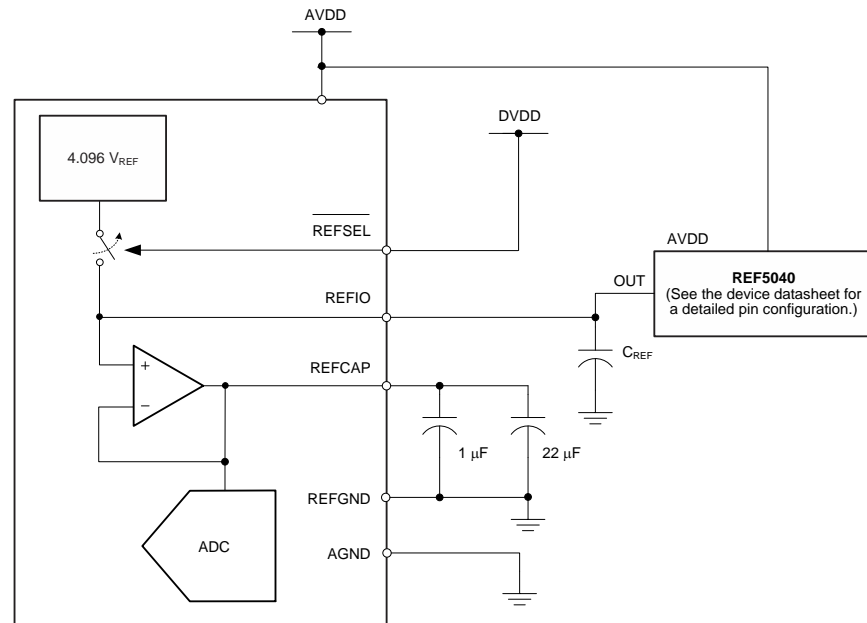 AVDD
DVDD
4.096 VREF
REFSEL
AVDD
REF5040
(See the device datasheet for
a detailed pin configuration.)
OUT
REFIO
CREF
REFCAP
+
−
1 μF
22 μF
REFGND
ADC
AGND